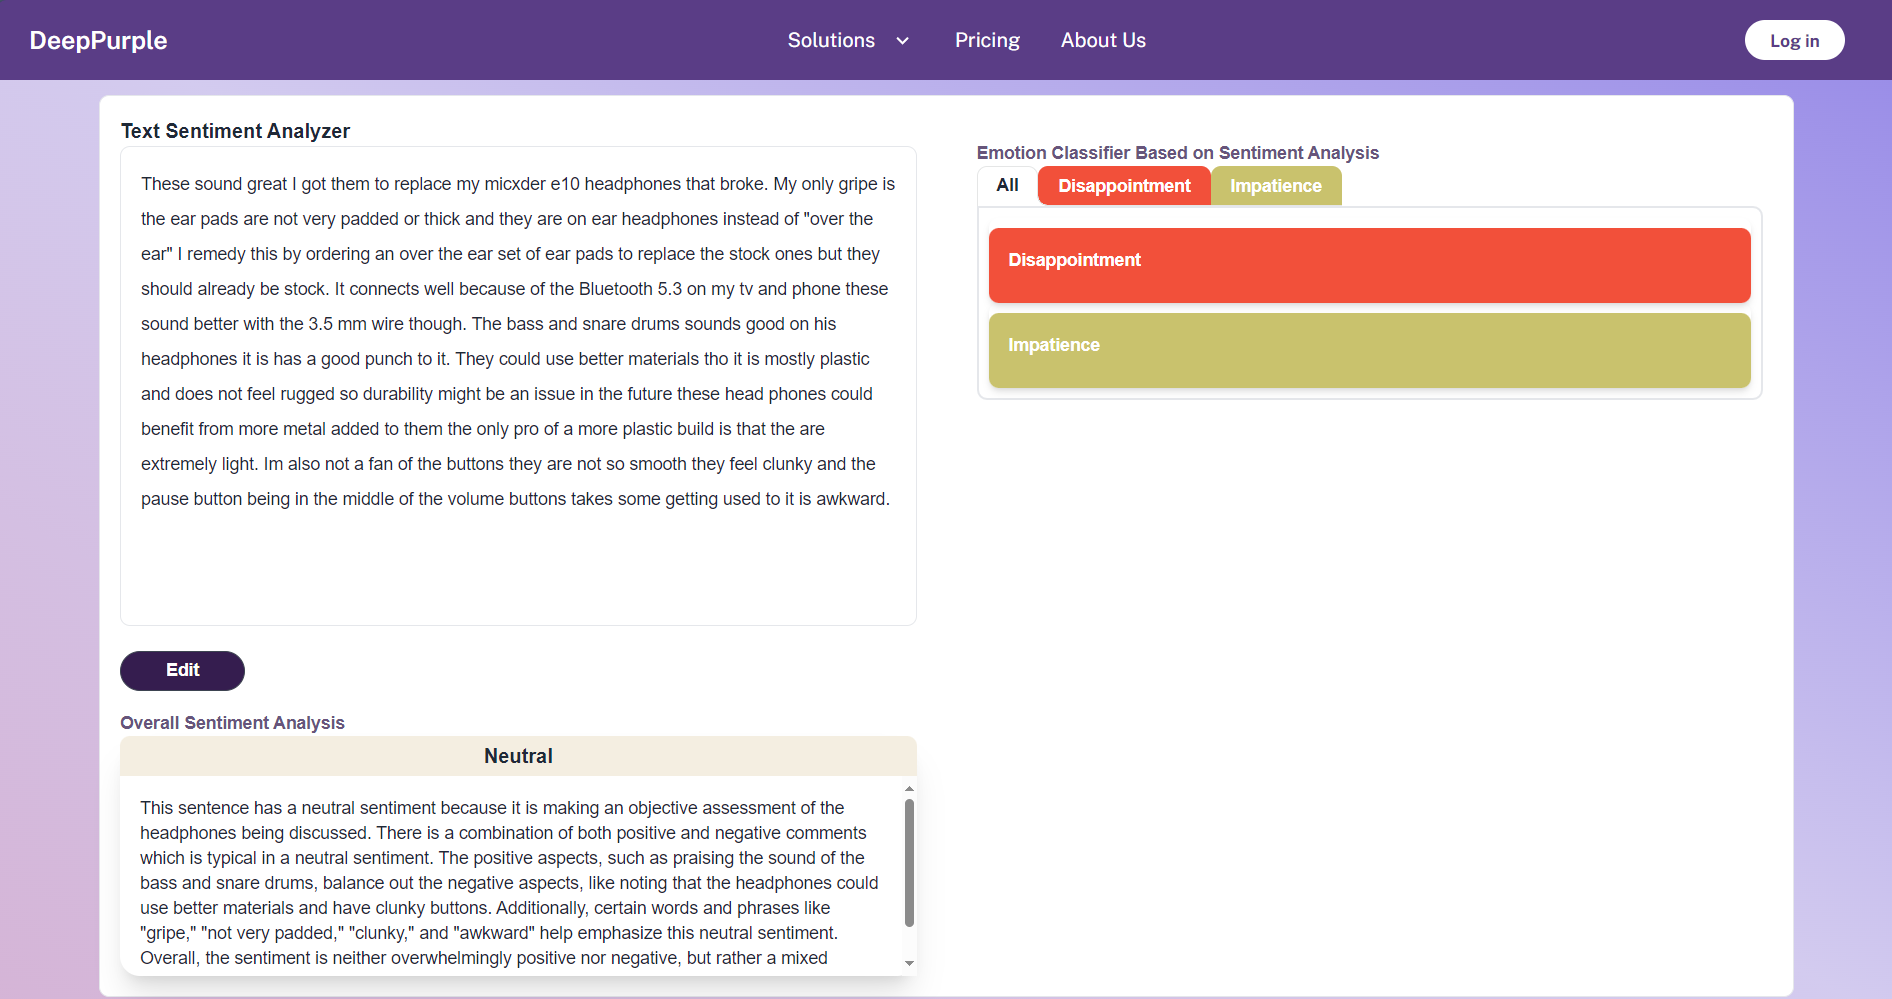 DeepPurple
Solutions
Pricing
About Us
Log in
Text Sentiment Analyzer
These sound great I got them to replace my micxder e10 headphones that broke. My only gripe is
the ear pads are not very padded or thick and they are on ear headphones instead of "over the
ear" I remedy this by ordering an over the ear set of ear pads to replace the stock ones but they
should already be stock. It connects well because of the Bluetooth 5.3 on my tv and phone these
sound better with the 3.5 mm wire though. The bass and snare drums sounds good on his
headphones it is has a good punch to it. They could use better materials tho it is mostly plastic
and does not feel rugged so durability might be an issue in the future these head phones could
benefit from more metal added to them the only pro of a more plastic build is that the are
extremely light. Im also not a fan of the buttons they are not so smooth they feel clunky and the
pause button being in the middle of the volume buttons takes some getting used to it is awkward.
Edit
Overall Sentiment Analysis
Neutral
This sentence has a neutral sentiment because it is making an objective assessment of the
headphones being discussed. There is a combination of both positive and negative comments
which is typical in a neutral sentiment. The positive aspects, such as praising the sound of the
bass and snare drums, balance out the negative aspects, like noting that the headphones could
use better materials and have clunky buttons. Additionally, certain words and phrases like
"gripe," "not very padded," "clunky," and "awkward" help emphasize this neutral sentiment.
Overall, the sentiment is neither overwhelmingly positive nor negative, but rather a mixed
Emotion Classifier Based on Sentiment Analysis
All
Disappointment
Impatience
Disappointment
Impatience